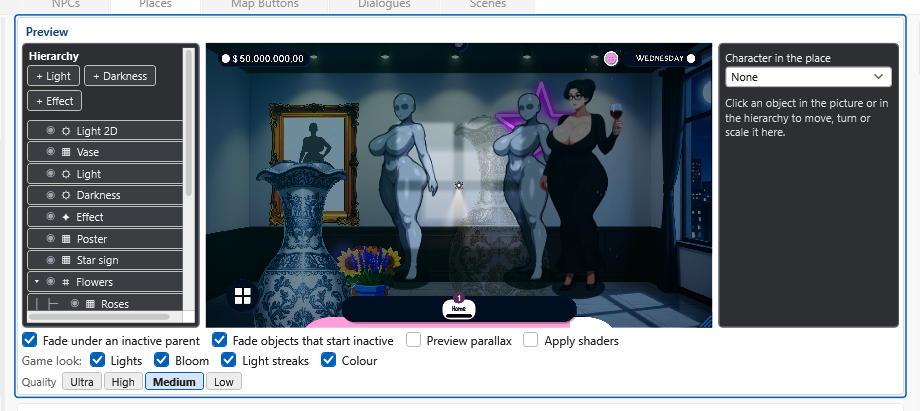 NPCs
Places
Map Buttons
Dialogues
Scenes
Preview
Hierarchy
+ Light
+ Darkness
+ Effect
Light 2D
Vase
Light
Darkness
Effect
Poster
Star sign
Flowers
Roses
$ 50.000.000,00
WEDNESDAY
1
Home
Character in the place
None
Click an object in the picture or in
the hierarchy to move, turn or
scale it here.
Fade under an inactive parent
Fade objects that start inactive
Preview parallax
Apply shaders
Game look:
Lights
Bloom
Light streaks
Colour
Quality
Ultra
High
Medium
Low